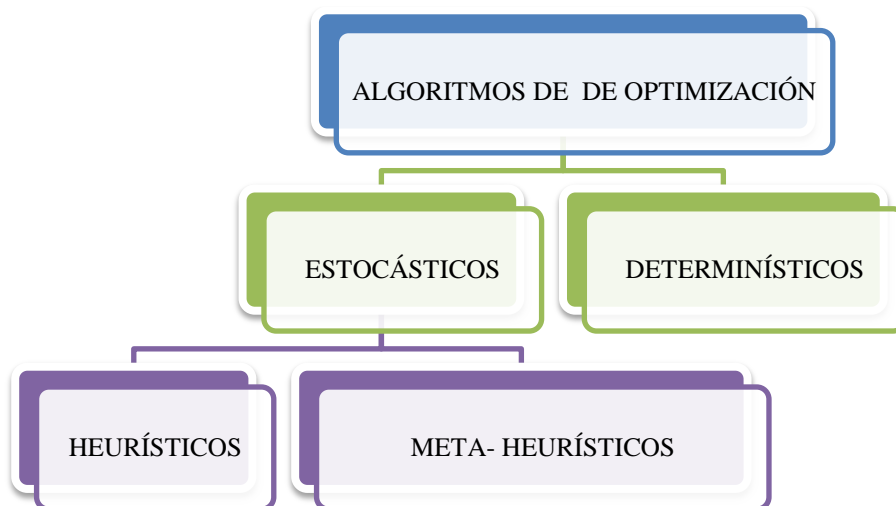 ALGORITMOS DE DE OPTIMIZACIÓN
ESTOCÁSTICOS
DETERMINÍSTICOS
HEURÍSTICOS
META- HEURÍSTICOS